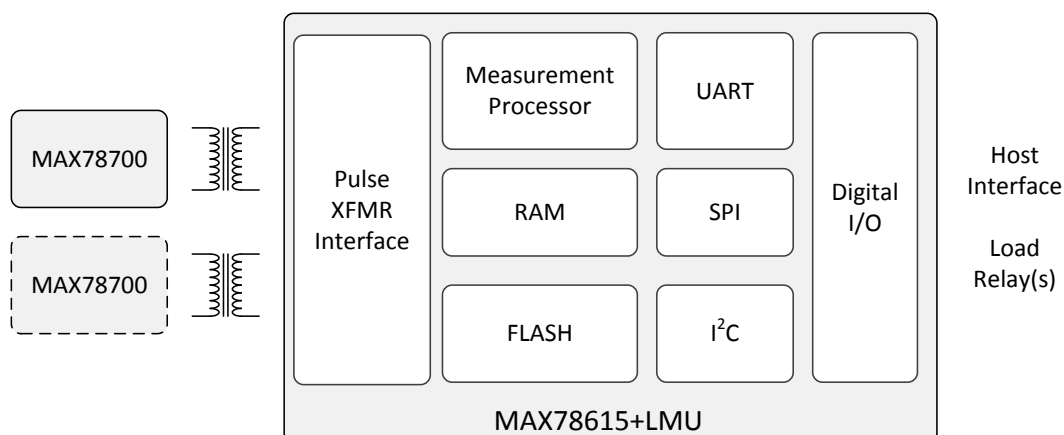 MAX78700
MAX78700
Pulse
XFMR
Interface
Measurement
Processor
UART
RAM
SPI
FLASH
I²C
Digital
I/O
Host
Interface
Load
Relay(s)
MAX78615+LMU